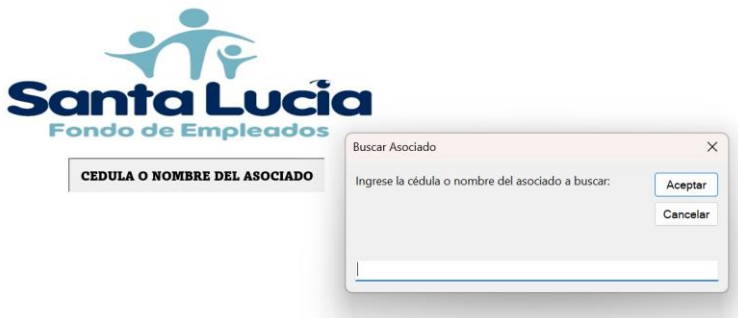 Santa Lucia
Fondo de Empleados
CEDULA O NOMBRE DEL ASOCIADO
Buscar Asociado
Ingrese la cédula o nombre del asociado a buscar:
Aceptar
Cancelar